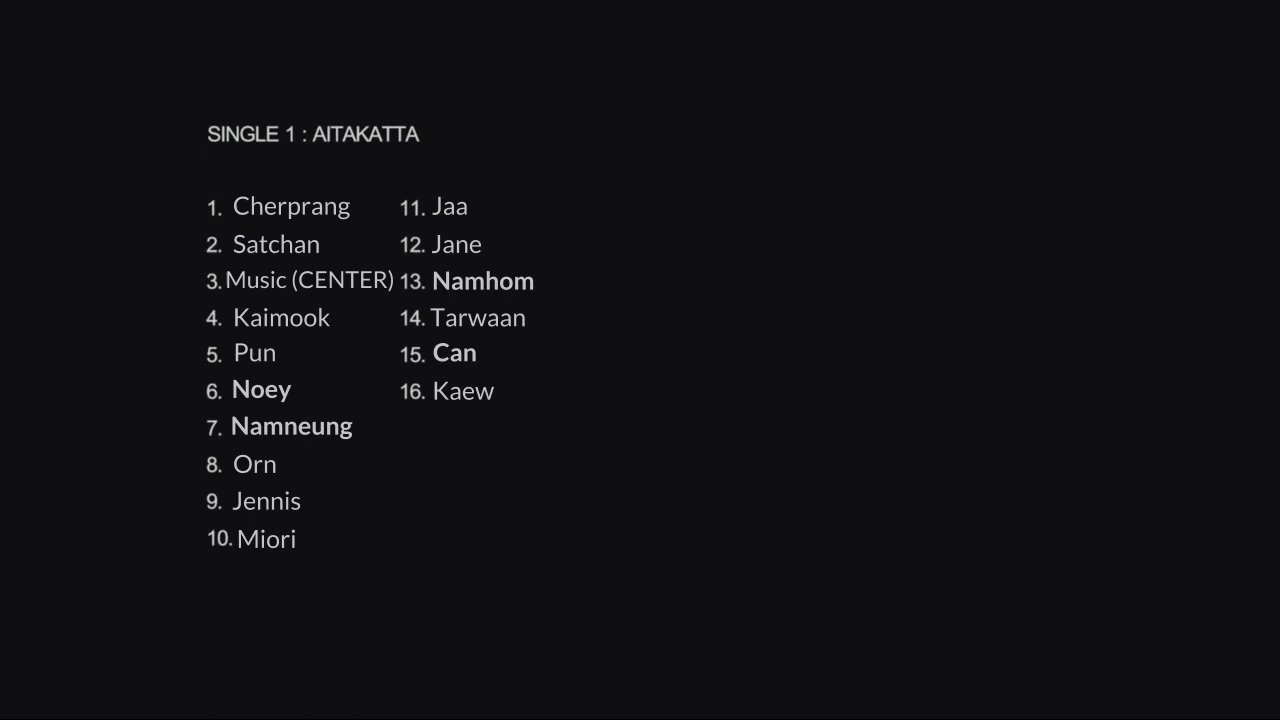 SINGLE 1 : AITAKATTA
1. Cherprang
2. Satchan
3. Music (CENTER)
4. Kaimook
5. Pun
6. Noey
7. Namneung
8. Orn
9. Jennis
10. Miori
11. Jaa
12. Jane
13. Namhom
14. Tarwaan
15. Can
16. Kaew